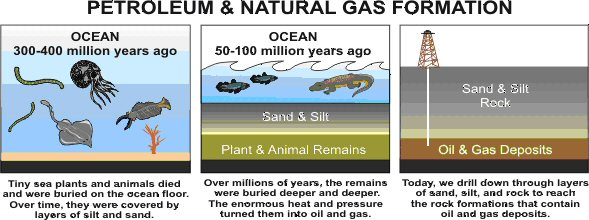 PETROLEUM & NATURAL GAS FORMATION
OCEAN
300-400 million years ago
Tiny sea plants and animals died
and were buried on the ocean floor.
Over time, they were covered by
layers of silt and sand.
OCEAN
50-100 million years ago
Sand & Silt
Plant & Animal Remains
Over millions of years, the remains
were buried deeper and deeper.
The enormous heat and pressure
turned them into oil and gas.
Sand & Silt
Rock
Oil & Gas Deposits
Today, we drill down through layers
of sand, silt, and rock to reach
the rock formations that contain
oil and gas deposits.